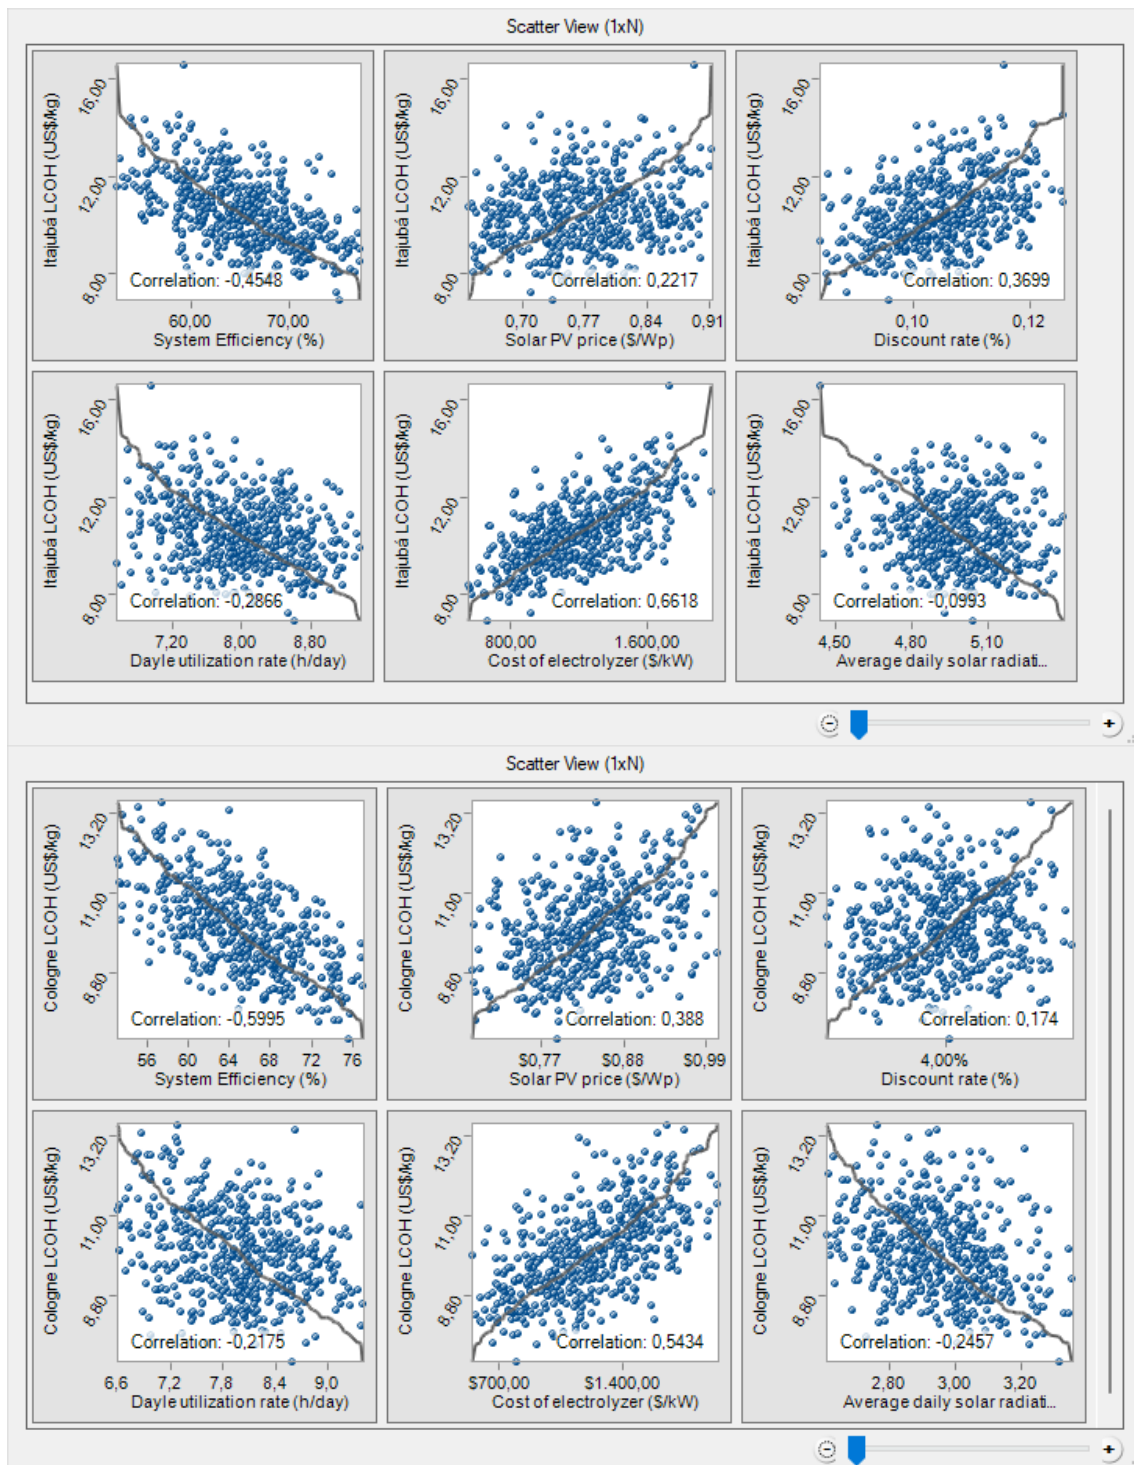 Scatter View (1xN)
Itajubá LCOH (US$/kg)
16,00
12,00
8,00
Correlation: -0,4548
60,00 70,00
System Efficiency (%)
Itajubá LCOH (US$/kg)
16,00
12,00
8,00
Correlation: 0,2217
0,70 0,77 0,84 0,91
Solar PV price ($/Wp)
Itajubá LCOH (US$/kg)
16,00
12,00
8,00
Correlation: 0,3699
0,10 0,12
Discount rate (%)
Itajubá LCOH (US$/kg)
16,00
12,00
8,00
Correlation: -0,2866
7,20 8,00 8,80
Dayle utilization rate (h/day)
Itajubá LCOH (US$/kg)
16,00
12,00
8,00
Correlation: 0,6618
800,00 1.600,00
Cost of electrolyzer ($/kW)
Itajubá LCOH (US$/kg)
16,00
12,00
8,00
Correlation: -0,0993
4,50 4,80 5,10
Average daily solar radiati...
Scatter View (1xN)
Cologne LCOH (US$/kg)
13,20
11,00
8,80
Correlation: -0,5995
56 60 64 68 72 76
System Efficiency (%)
Cologne LCOH (US$/kg)
13,20
11,00
8,80
Correlation: 0,388
$0,77 $0,88 $0,99
Solar PV price ($/Wp)
Cologne LCOH (US$/kg)
13,20
11,00
8,80
Correlation: 0,174
4,00%
Discount rate (%)
Cologne LCOH (US$/kg)
13,20
11,00
8,80
Correlation: -0,2175
6,6 7,2 7,8 8,4 9,0
Dayle utilization rate (h/day)
Cologne LCOH (US$/kg)
13,20
11,00
8,80
Correlation: 0,5434
$700,00 $1.400,00
Cost of electrolyzer ($/kW)
Cologne LCOH (US$/kg)
13,20
11,00
8,80
Correlation: -0,2457
2,80 3,00 3,20
Average daily solar radiati...